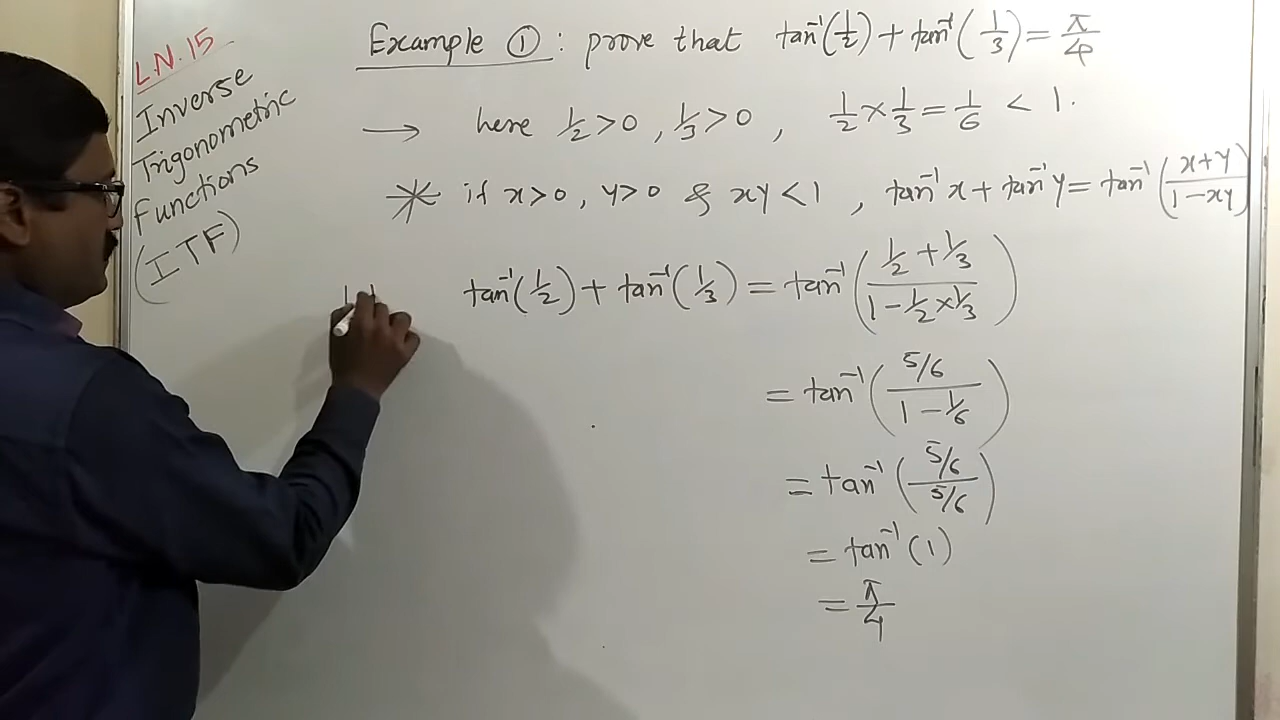 L.N.15
Inverse
Trigonometric
Functions
(ITF)
Example ① : prove that tan⁻¹(1/2) + tan⁻¹(1/3) = π/4
→ here 1/2 > 0 , 1/3 > 0 , 1/2 × 1/3 = 1/6 < 1.
* if x > 0 , y > 0 & xy < 1 , tan⁻¹x + tan⁻¹y = tan⁻¹((x+y)/(1-xy))
tan⁻¹(1/2) + tan⁻¹(1/3) = tan⁻¹((1/2 + 1/3)/(1 - 1/2 × 1/3))
= tan⁻¹((5/6)/(1 - 1/6))
= tan⁻¹((5/6)/(5/6))
= tan⁻¹(1)
= π/4